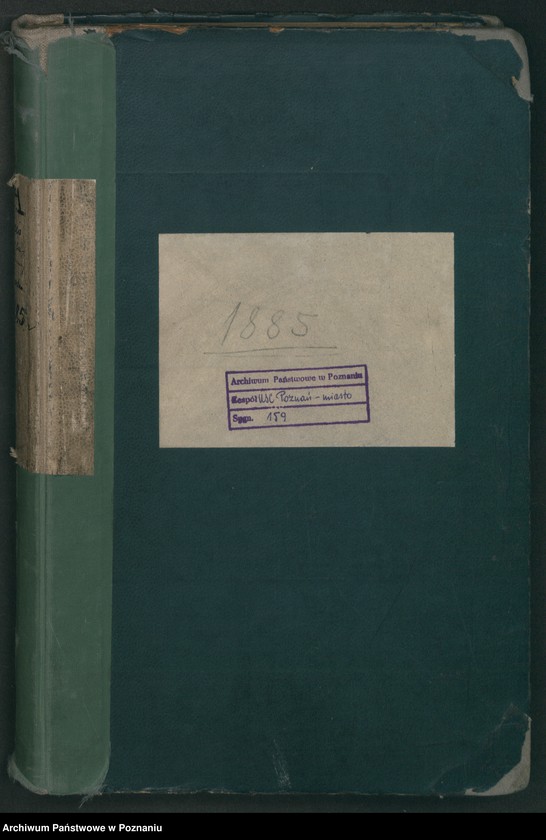 1885
Archiwum Państwowe w Poznaniu
Zespół USC Poznań - miasto
Sygn. 159
Archiwum Państwowe w Poznaniu